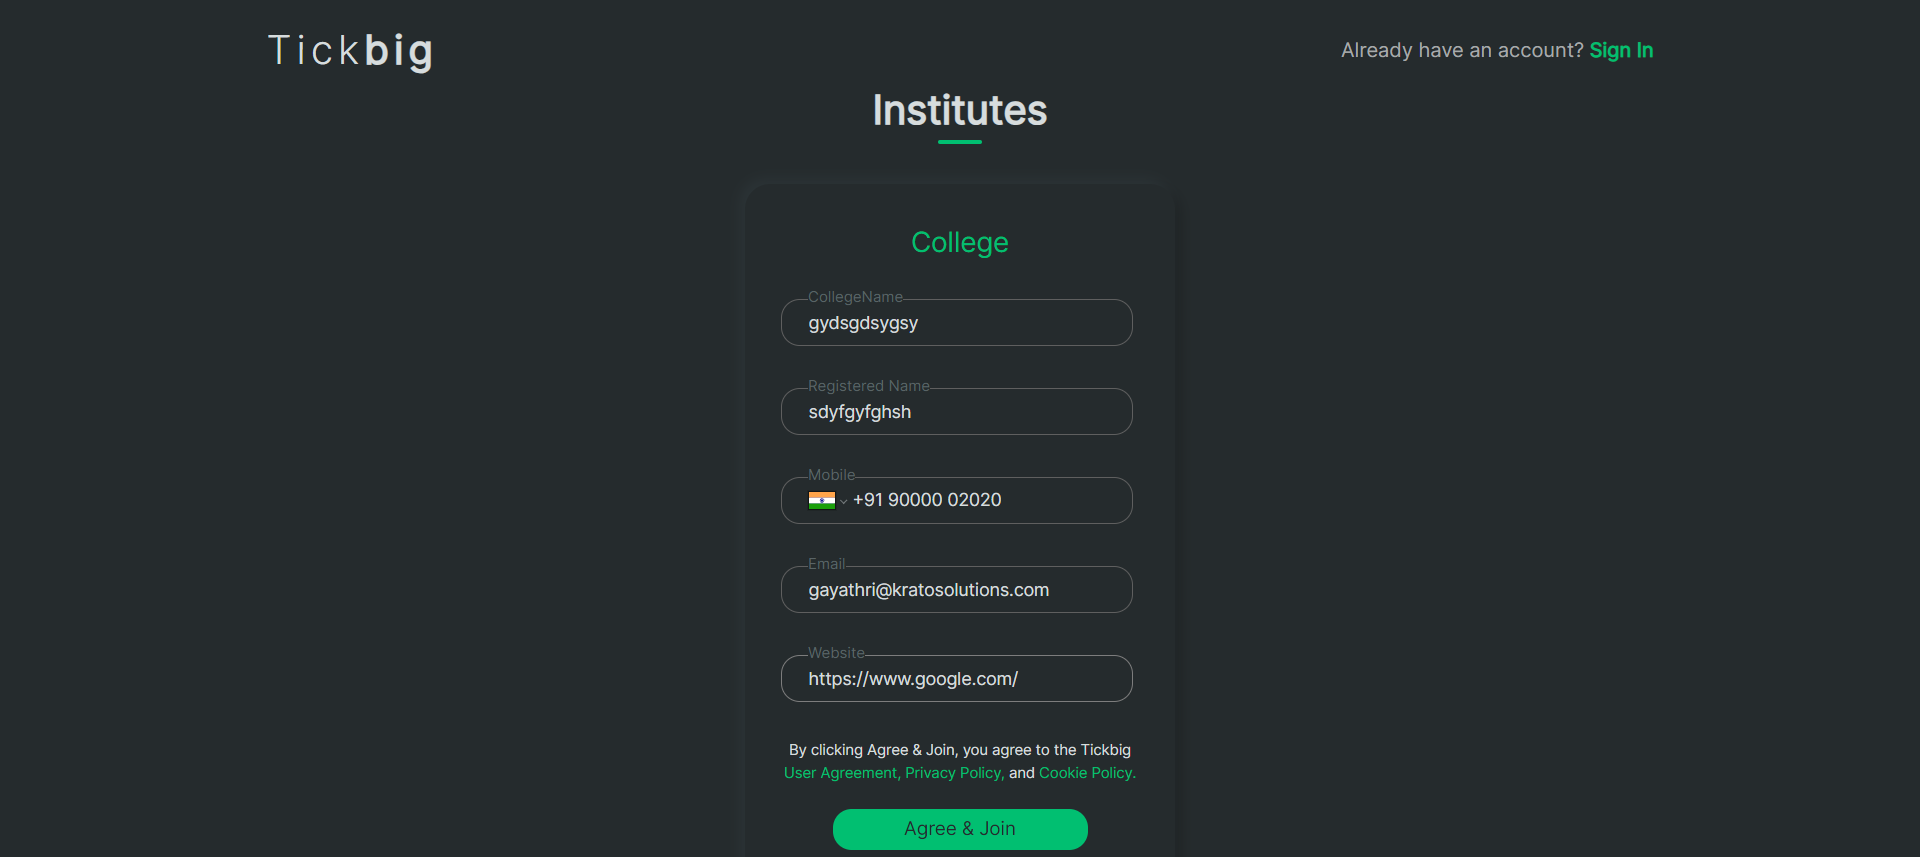 Tickbig
Already have an account? Sign In
Institutes
College
CollegeName
gydsgdsygsy
Registered Name
sdyfgyfghsh
Mobile
+91 90000 02020
Email
gayathri@kratosolutions.com
Website
https://www.google.com/
By clicking Agree & Join, you agree to the Tickbig
User Agreement, Privacy Policy, and Cookie Policy.
Agree & Join